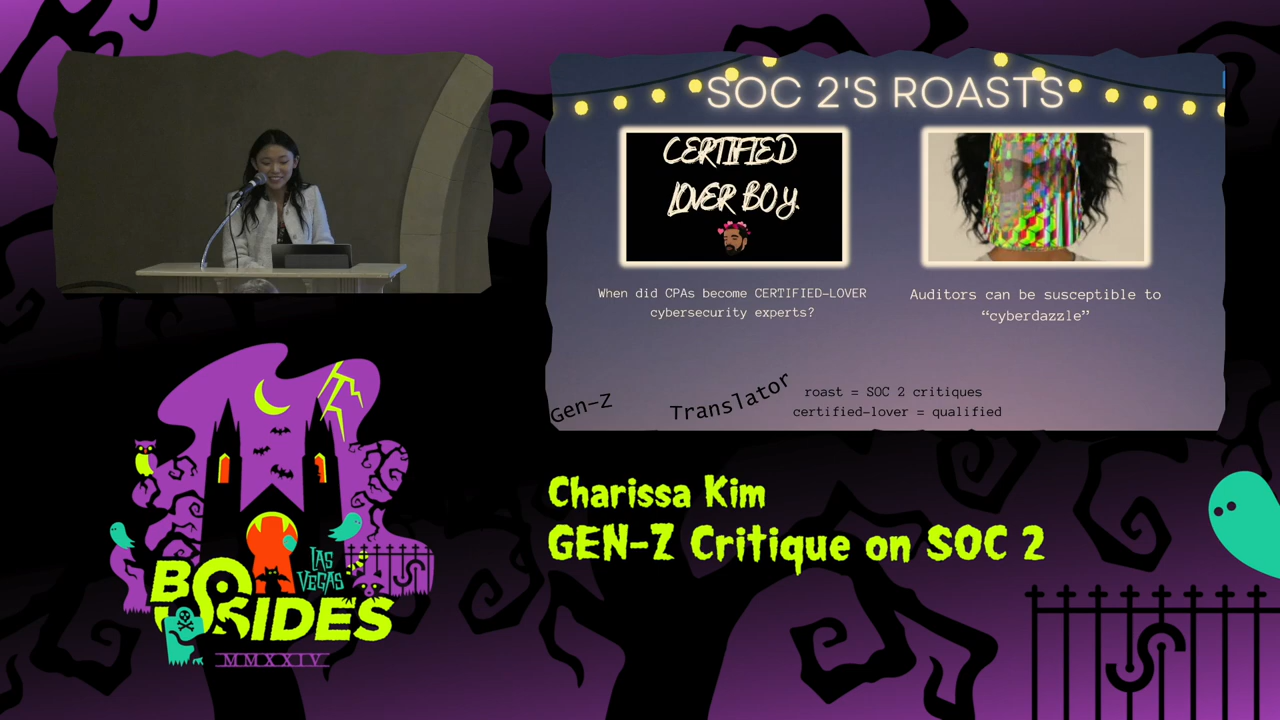 SOC 2'S ROASTS
CERTIFIED
LOVER BOY
When did CPAs become CERTIFIED-LOVER
cybersecurity experts?
Auditors can be susceptible to
“cyberdazzle”
Gen-Z Translator
roast = SOC 2 critiques
certified-lover = qualified
Charissa Kim
GEN-Z Critique on SOC 2
LAS
VEGAS
BSIDES
MMXXIV